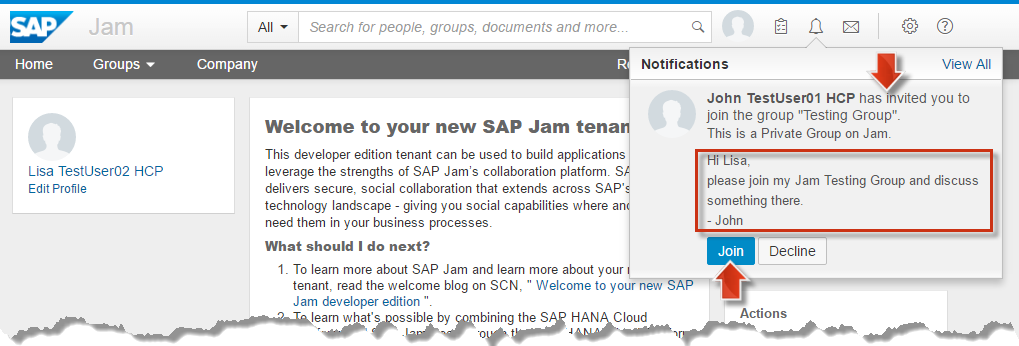 SAP Jam
All
Search for people, groups, documents and more...
Home Groups Company
Notifications View All
John TestUser01 HCP has invited you to
join the group "Testing Group".
This is a Private Group on Jam.
Hi Lisa,
please join my Jam Testing Group and discuss
something there.
- John
Join Decline
Lisa TestUser02 HCP
Edit Profile
Welcome to your new SAP Jam tenan
This developer edition tenant can be used to build applications
leverage the strengths of SAP Jam's collaboration platform. SA
delivers secure, social collaboration that extends across SAP's
technology landscape - giving you social capabilities where an
need them in your business processes.
What should I do next?
1. To learn more about SAP Jam and learn more about your
tenant, read the welcome blog on SCN, " Welcome to your new SAP
Jam developer edition ".
2. To learn what's possible by combining the SAP HANA Cloud
Actions